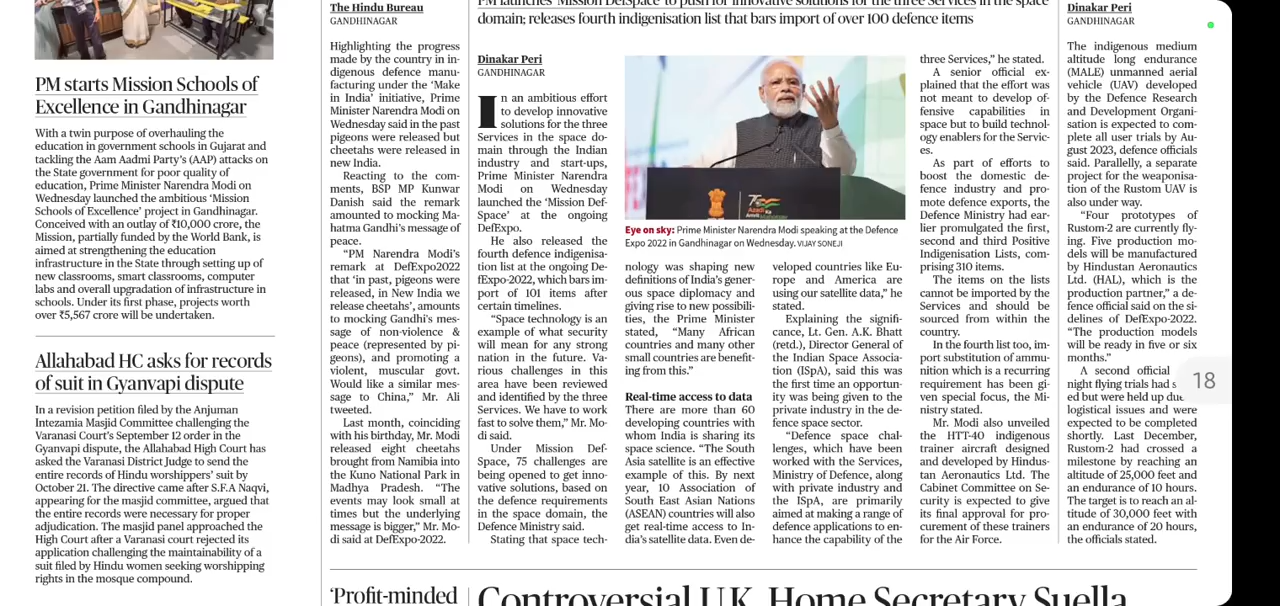 PM starts Mission Schools of
Excellence in Gandhinagar
With a twin purpose of overhauling the
education in government schools in Gujarat and
tackling the Aam Aadmi Party's (AAP) attacks on
the State government for poor quality of
education, Prime Minister Narendra Modi on
Wednesday launched the ambitious 'Mission
Schools of Excellence' project in Gandhinagar.
Conceived with an outlay of ₹10,000 crore, the
Mission, partially funded by the World Bank, is
aimed at strengthening the education
infrastructure in the State through setting up of
new classrooms, smart classrooms, computer
labs and overall upgradation of infrastructure in
schools. Under its first phase, projects worth
over ₹5,567 crore will be undertaken.
Allahabad HC asks for records
of suit in Gyanvapi dispute
In a revision petition filed by the Anjuman
Intezamia Masjid Committee challenging the
Varanasi Court's September 12 order in the
Gyanvapi dispute, the Allahabad High Court has
asked the Varanasi District Judge to send the
entire records of Hindu worshippers' suit by
October 21. The directive came after S.F.A Naqvi,
appearing for the masjid committee, argued that
the entire records were necessary for proper
adjudication. The masjid panel approached the
High Court after a Varanasi court rejected its
application challenging the maintainability of a
suit filed by Hindu women seeking worshipping
rights in the mosque compound.
The Hindu Bureau
GANDHINAGAR
Highlighting the progress
made by the country in in-
digenous defence manu-
facturing under the 'Make
in India' initiative, Prime
Minister Narendra Modi on
Wednesday said in the past
pigeons were released but
cheetahs were released in
new India.
Reacting to the com-
ments, BSP MP Kunwar
Danish said the remark
amounted to mocking Ma-
hatma Gandhi's message of
peace.
"PM Narendra Modi's
remark at DefExpo2022
that 'in past, pigeons were
released, in New India we
release cheetahs', amounts
to mocking Gandhi's mes-
sage of non-violence &
peace (represented by pi-
geons), and promoting a
violent, muscular govt.
Would like a similar mes-
sage to China," Mr. Ali
tweeted.
Last month, coinciding
with his birthday, Mr. Modi
released eight cheetahs
brought from Namibia into
the Kuno National Park in
Madhya Pradesh. "The
events may look small at
times but the underlying
message is bigger," Mr. Mo-
di said at DefExpo-2022.
PM launches 'Mission DefSpace' to push for innovative solutions for the three Services in the space
domain; releases fourth indigenisation list that bars import of over 100 defence items
Dinakar Peri
GANDHINAGAR
In an ambitious effort
to develop innovative
solutions for the three
Services in the space do-
main through the Indian
industry and start-ups,
Prime Minister Narendra
Modi on Wednesday
launched the 'Mission Def-
Space' at the ongoing
DefExpo.
He also released the
fourth defence indigenisa-
tion list at the ongoing De-
fExpo-2022, which bars im-
port of 101 items after
certain timelines.
"Space technology is an
example of what security
will mean for any strong
nation in the future. Va-
rious challenges in this
area have been reviewed
and identified by the three
Services. We have to work
fast to solve them," Mr. Mo-
di said.
Under Mission Def-
Space, 75 challenges are
being opened to get inno-
vative solutions, based on
the defence requirements
in the space domain, the
Defence Ministry said.
Stating that space tech-
75
Azadi Ka
Amrit Mahotsav
Eye on sky: Prime Minister Narendra Modi speaking at the Defence
Expo 2022 in Gandhinagar on Wednesday. VIJAY SONEJI
nology was shaping new
definitions of India's gener-
ous space diplomacy and
giving rise to new possibili-
ties, the Prime Minister
stated, "Many African
countries and many other
small countries are benefit-
ing from this."
Real-time access to data
There are more than 60
developing countries with
whom India is sharing its
space science. "The South
Asia satellite is an effective
example of this. By next
year, 10 Association of
South East Asian Nations
(ASEAN) countries will also
get real-time access to In-
dia's satellite data. Even de-
veloped countries like Eu-
rope and America are
using our satellite data," he
stated.
Explaining the signifi-
cance, Lt. Gen. A.K. Bhatt
(retd.), Director General of
the Indian Space Associa-
tion (ISpA), said this was
the first time an opportun-
ity was being given to the
private industry in the de-
fence space sector.
"Defence space chal-
lenges, which have been
worked with the Services,
Ministry of Defence, along
with private industry and
the ISpA, are primarily
aimed at making a range of
defence applications to en-
hance the capability of the
three Services," he stated.
A senior official ex-
plained that the effort was
not meant to develop of-
fensive capabilities in
space but to build technol-
ogy enablers for the Servic-
es.
As part of efforts to
boost the domestic de-
fence industry and pro-
mote defence exports, the
Defence Ministry had ear-
lier promulgated the first,
second and third Positive
Indigenisation Lists, com-
prising 310 items.
The items on the lists
cannot be imported by the
Services and should be
sourced from within the
country.
In the fourth list too, im-
port substitution of ammu-
nition which is a recurring
requirement has been gi-
ven special focus, the Mi-
nistry stated.
Mr. Modi also unveiled
the HTT-40 indigenous
trainer aircraft designed
and developed by Hindus-
tan Aeronautics Ltd. The
Cabinet Committee on Se-
curity is expected to give
its final approval for pro-
curement of these trainers
for the Air Force.
Dinakar Peri
GANDHINAGAR
The indigenous medium
altitude long endurance
(MALE) unmanned aerial
vehicle (UAV) developed
by the Defence Research
and Development Organi-
sation is expected to com-
plete all user trials by Au-
gust 2023, defence officials
said. Parallelly, a separate
project for the weaponisa-
tion of the Rustom UAV is
also under way.
"Four prototypes of
Rustom-2 are currently fly-
ing. Five production mo-
dels will be manufactured
by Hindustan Aeronautics
Ltd. (HAL), which is the
production partner," a de-
fence official said on the si-
delines of DefExpo-2022.
"The production models
will be ready in five or six
months."
A second official
night flying trials had
ed but were held up due
logistical issues and were
expected to be completed
shortly. Last December,
Rustom-2 had crossed a
milestone by reaching an
altitude of 25,000 feet and
an endurance of 10 hours.
The target is to reach an al-
titude of 30,000 feet with
an endurance of 20 hours,
the officials stated.
18
'Profit-minded
Controversial U.K. Home Secretary Suella